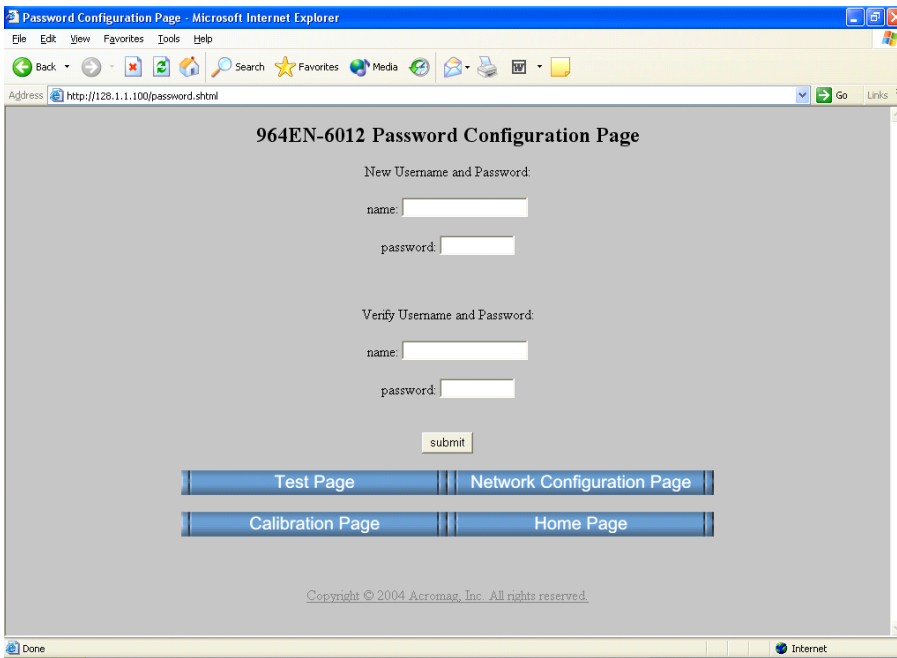 Password Configuration Page - Microsoft Internet Explorer
File Edit View Favorites Tools Help
Back Search Favorites Media
Address http://128.1.1.100/password.shtml Go Links
964EN-6012 Password Configuration Page
New Username and Password:
name:
password:
Verify Username and Password:
name:
password:
submit
Test Page Network Configuration Page
Calibration Page Home Page
Copyright © 2004 Acromag, Inc. All rights reserved.
Done Internet